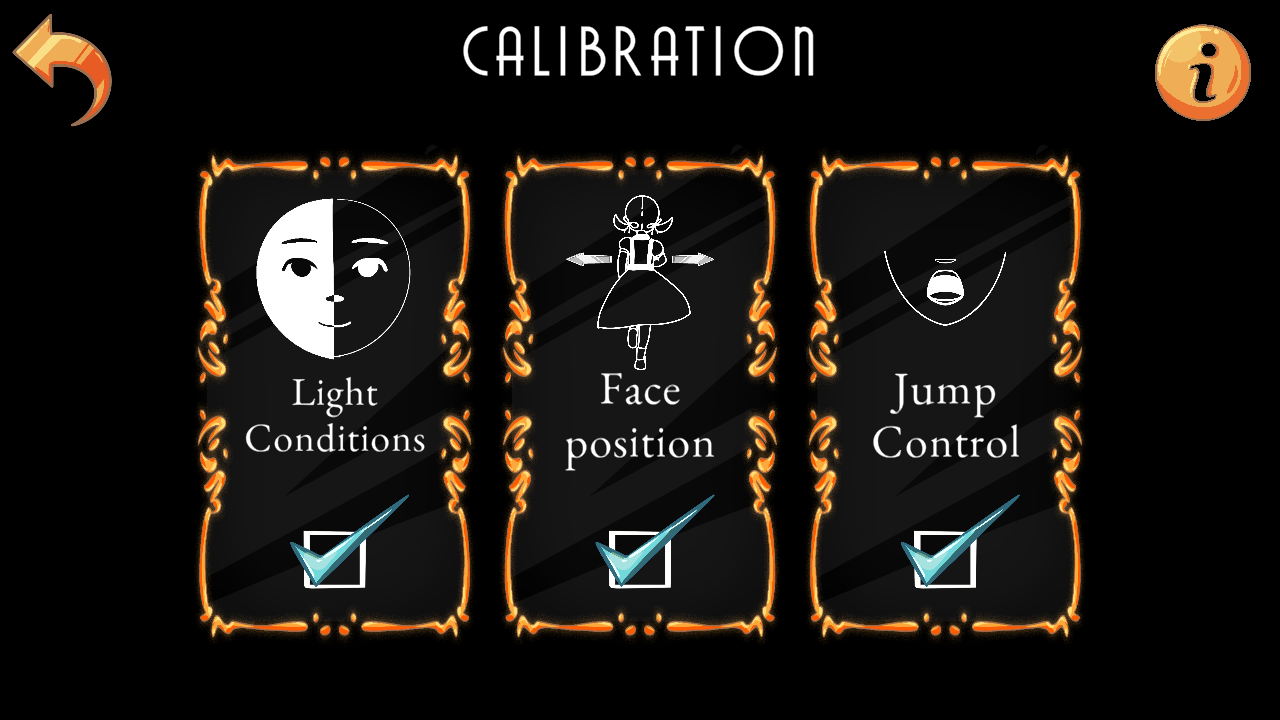 CALIBRATION
Light
Conditions
Face
position
Jump
Control